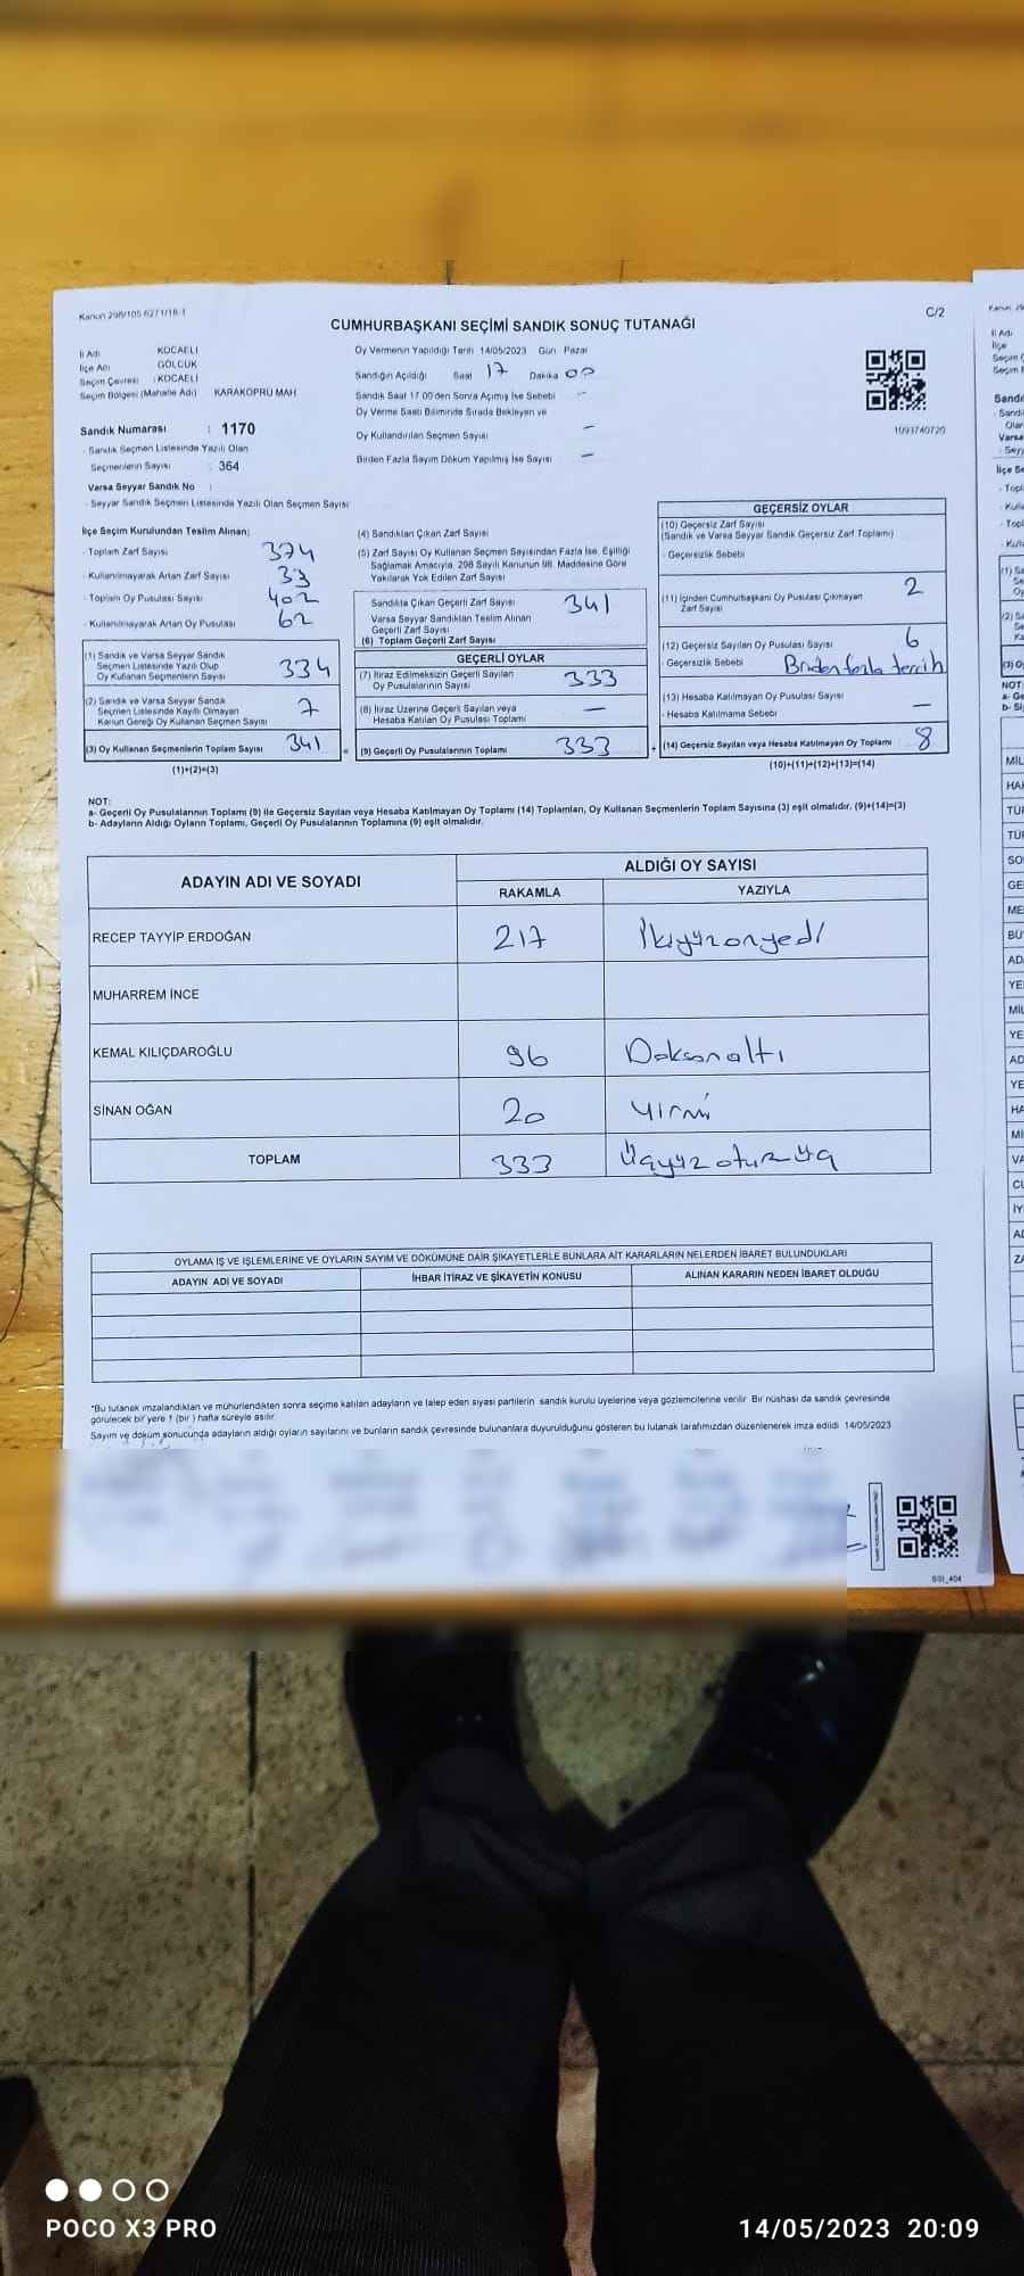 Kanun 298/105 6271/18-1
C/2
CUMHURBAŞKANI SEÇİMİ SANDIK SONUÇ TUTANAĞI
İl Adı KOCAELİ
İlçe Adı GÖLCÜK
Seçim Çevresi : KOCAELİ
Seçim Bölgesi (Mahalle Adı) KARAKÖPRÜ MAH
Sandık Numarası : 1170
- Sandık Seçmen Listesinde Yazılı Olan
Seçmenlerin Sayısı : 364
Varsa Seyyar Sandık No :
- Seyyar Sandık Seçmen Listesinde Yazılı Olan Seçmen Sayısı
Oy Vermenin Yapıldığı Tarih 14/05/2023 Gün Pazar
Sandığın Açıldığı Saat 17 Dakika 00
Sandık Saat 17.00'den Sonra Açımış İse Sebebi -
Oy Verme Saati Bitiminde Sırada Bekleyen ve
Oy Kullandırılan Seçmen Sayısı -
Birden Fazla Sayım Döküm Yapılmış İse Sayısı -
1093740720
İlçe Seçim Kurulundan Teslim Alınan;
- Toplam Zarf Sayısı 374
- Kullanılmayarak Artan Zarf Sayısı 33
- Toplam Oy Pusulası Sayısı 402
- Kullanılmayarak Artan Oy Pusulası 62
(1) Sandık ve Varsa Seyyar Sandık
Seçmen Listesinde Yazılı Olup
Oy Kullanan Seçmenlerin Sayısı 334
(2) Sandık ve Varsa Seyyar Sandık
Seçmen Listesinde Kayıtlı Olmayan
Kanun Gereği Oy Kullanan Seçmen Sayısı 7
(3) Oy Kullanan Seçmenlerin Toplam Sayısı 341
(1)+(2)=(3)
(4) Sandıktan Çıkan Zarf Sayısı
(5) Zarf Sayısı Oy Kullanan Seçmen Sayısından Fazla İse, Eşitliği
Sağlamak Amacıyla, 298 Sayılı Kanunun 98. Maddesine Göre
Yakılarak Yok Edilen Zarf Sayısı
Sandıkta Çıkan Geçerli Zarf Sayısı 341
Varsa Seyyar Sandıktan Teslim Alınan
Geçerli Zarf Sayısı
(6) Toplam Geçerli Zarf Sayısı
GEÇERLİ OYLAR
(7) İtiraz Edilmeksizin Geçerli Sayılan
Oy Pusulalarının Sayısı 333
(8) İtiraz Üzerine Geçerli Sayılan veya
Hesaba Katılan Oy Pusulası Toplamı -
= (9) Geçerli Oy Pusulalarının Toplamı 333
GEÇERSİZ OYLAR
(10) Geçersiz Zarf Sayısı
(Sandık ve Varsa Seyyar Sandık Geçersiz Zarf Toplamı)
- Geçersizlik Sebebi
(11) İçinden Cumhurbaşkanı Oy Pusulası Çıkmayan
Zarf Sayısı 2
(12) Geçersiz Sayılan Oy Pusulası Sayısı 6
- Geçersizlik Sebebi Birden fazla tercih
(13) Hesaba Katılmayan Oy Pusulası Sayısı
- Hesaba Katılmama Sebebi -
+ (14) Geçersiz Sayılan veya Hesaba Katılmayan Oy Toplamı 8
(10)+(11)+(12)+(13)=(14)
NOT:
a- Geçerli Oy Pusulalarının Toplamı (9) ile Geçersiz Sayılan veya Hesaba Katılmayan Oy Toplamı (14) Toplamları, Oy Kullanan Seçmenlerin Toplam Sayısına (3) eşit olmalıdır. (9)+(14)=(3)
b- Adayların Aldığı Oyların Toplamı, Geçerli Oy Pusulalarının Toplamına (9) eşit olmalıdır.
ADAYIN ADI VE SOYADI
ALDIĞI OY SAYISI
RAKAMLA YAZIYLA
RECEP TAYYİP ERDOĞAN 217 İkiyüzonyedi
MUHARREM İNCE
KEMAL KILIÇDAROĞLU 96 Doksanaltı
SİNAN OĞAN 20 Yirmi
TOPLAM 333 Üçyüzotuzüç
OYLAMA İŞ VE İŞLEMLERİNE VE OYLARIN SAYIM VE DÖKÜMÜNE DAİR ŞİKAYETLERLE BUNLARA AİT KARARLARIN NELERDEN İBARET BULUNDUKLARI
ADAYIN ADI VE SOYADI İHBAR İTİRAZ VE ŞİKAYETİN KONUSU ALINAN KARARIN NEDEN İBARET OLDUĞU
*Bu tutanak imzalandıktan ve mühürlendikten sonra seçime katılan adayların ve talep eden siyasi partilerin sandık kurulu üyelerine veya gözlemcilerine verilir. Bir nüshası da sandık çevresinde
görülecek bir yere 1 (bir) hafta süreyle asılır.
Sayım ve döküm sonucunda adayların aldığı oyların sayılarını ve bunların sandık çevresinde bulunanlara duyurulduğunu gösteren bu tutanak tarafımızdan düzenlenerek imza edildi. 14/05/2023
POCO X3 PRO
14/05/2023 20:09